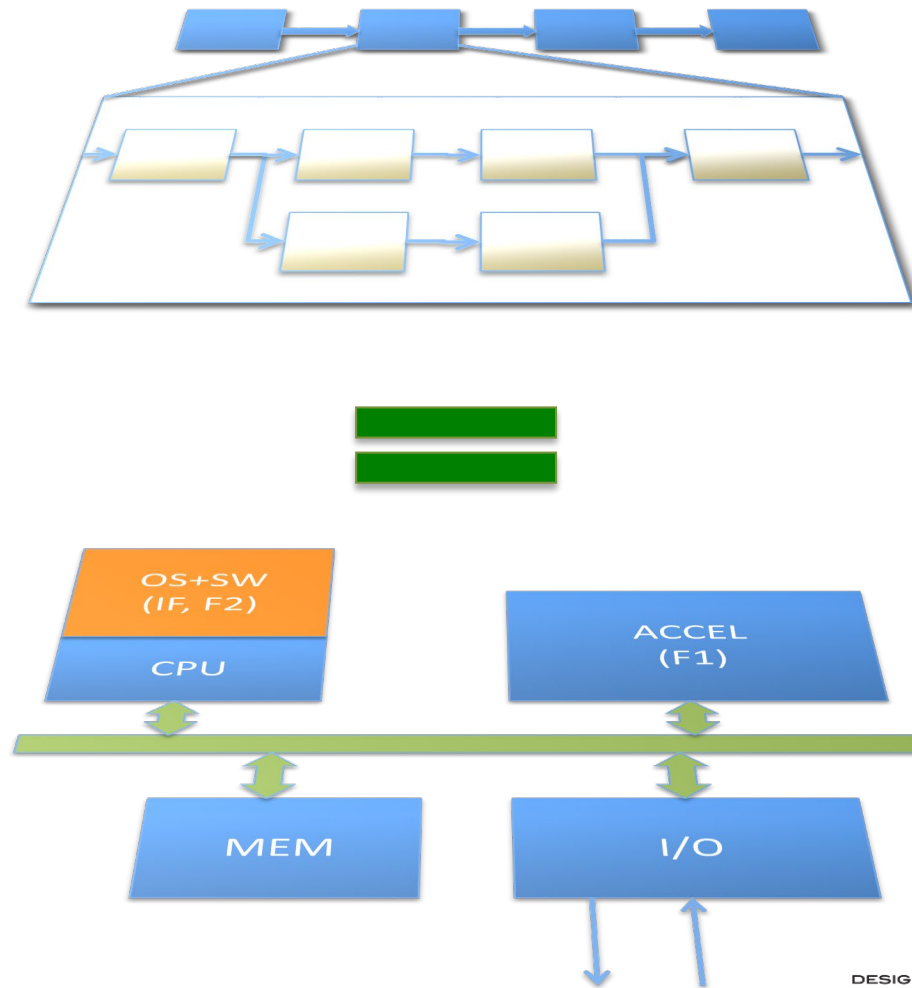 OS+SW
(IF, F2)
CPU
ACCEL
(F1)
MEM
I/O
DESIG